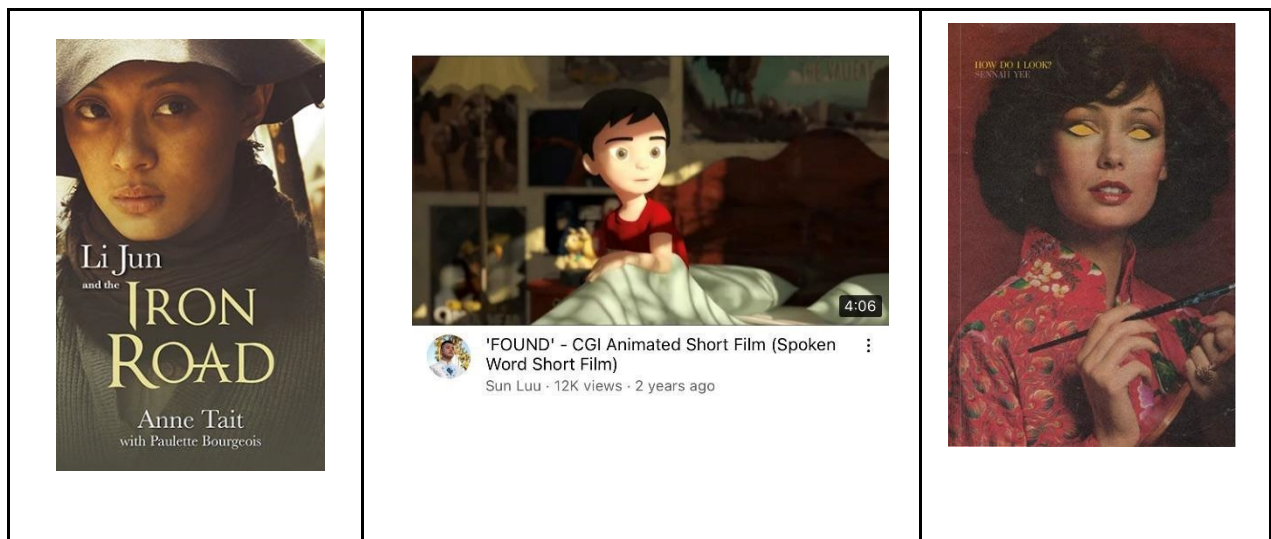 Li Jun
and the
IRON
ROAD
Anne Tait
with Paulette Bourgeois
4:06
'FOUND' - CGI Animated Short Film (Spoken
Word Short Film)
Sun Luu · 12K views · 2 years ago
HOW DO I LOOK?
SENNAH YEE